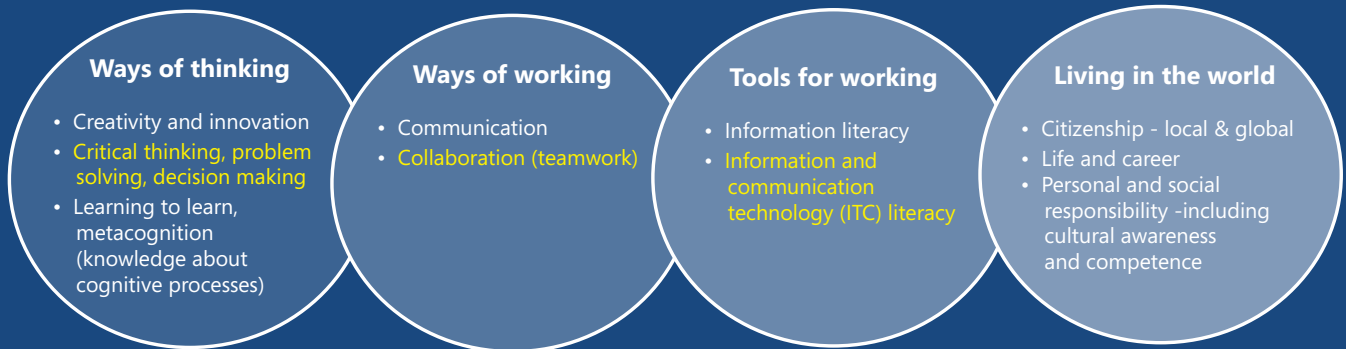 Ways of thinking
• Creativity and innovation
• Critical thinking, problem
solving, decision making
• Learning to learn,
metacognition
(knowledge about
cognitive processes)
Ways of working
• Communication
• Collaboration (teamwork)
Tools for working
• Information literacy
• Information and
communication
technology (ITC) literacy
Living in the world
• Citizenship - local & global
• Life and career
• Personal and social
responsibility -including
cultural awareness
and competence